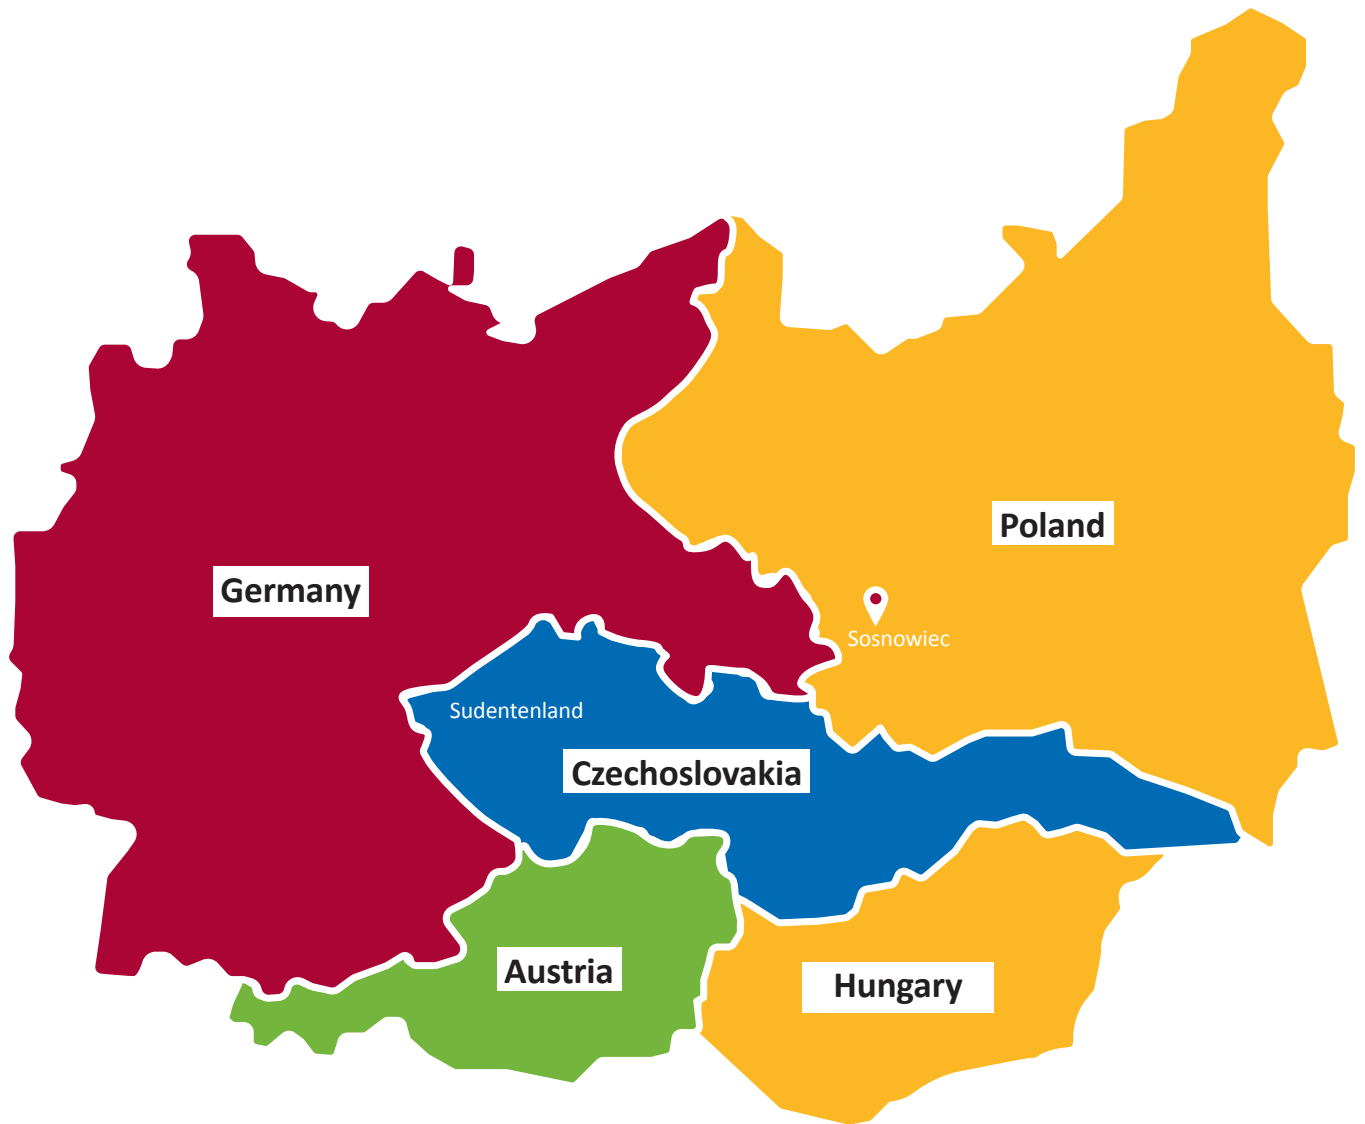 Poland
Germany
Sosnowiec
Sudentenland
Czechoslovakia
Austria
Hungary